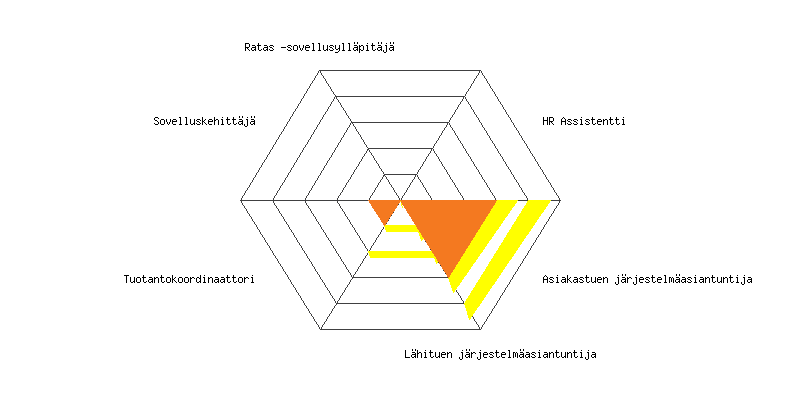 Ratas -sovellusylläpitäjä
Sovelluskehittäjä
HR Assistentti
Tuotantokoordinaattori
Asiakastuen järjestelmäasiantuntija
Lähituen järjestelmäasiantuntija